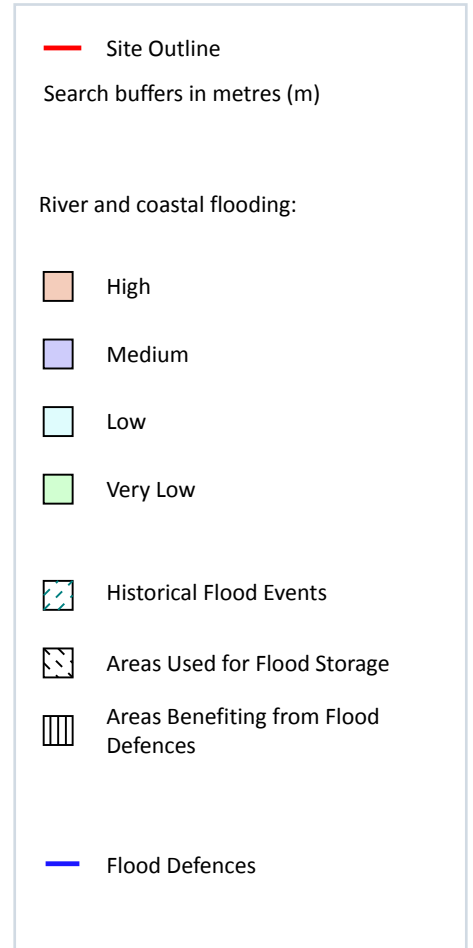 Site Outline
Search buffers in metres (m)
River and coastal flooding:
High
Medium
Low
Very Low
Historical Flood Events
Areas Used for Flood Storage
Areas Benefiting from Flood
Defences
Flood Defences